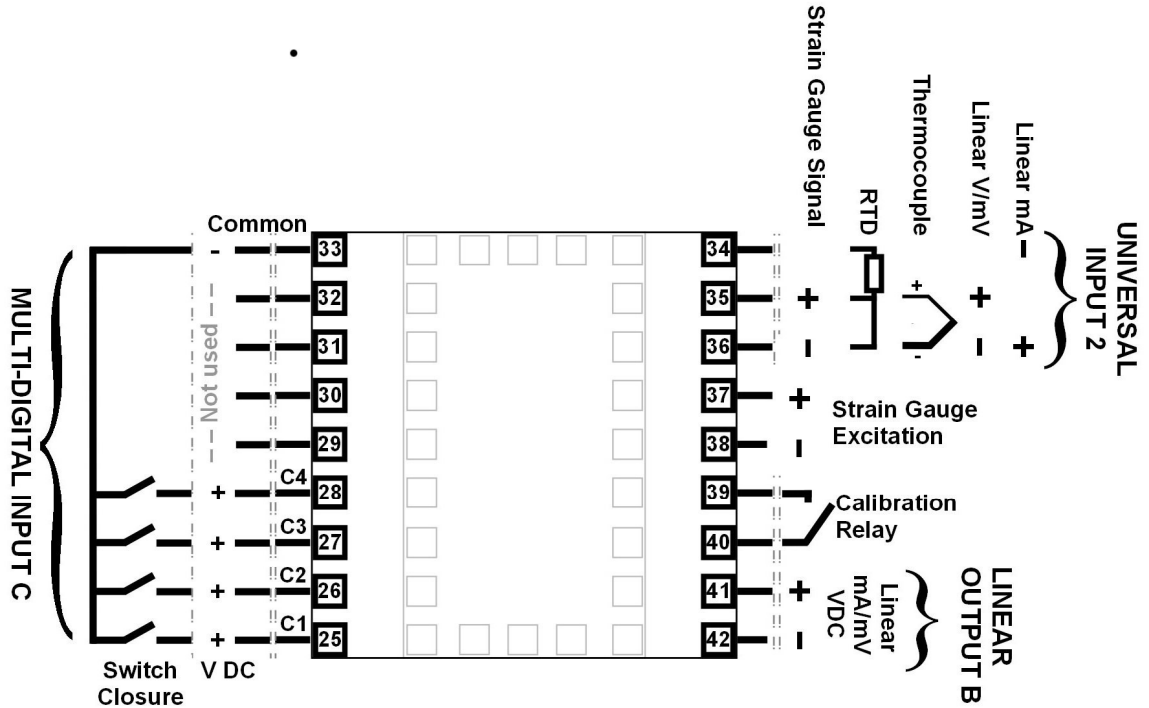 Strain Gauge Signal
RTD
Thermocouple
Linear V/mV
Linear mA
UNIVERSAL
INPUT 2
Common
MULTI-DIGITAL INPUT C
- 33
32
31
30
29
-- Not used --
C4
+ 28
C3
+ 27
C2
+ 26
C1
+ 25
Switch
Closure
V DC
34
-
35
+
+
+
36
-
-
-
+
37 +
38 -
Strain Gauge
Excitation
39
40
Calibration
Relay
41 +
42 -
Linear
mA/mV
VDC
LINEAR
OUTPUT B